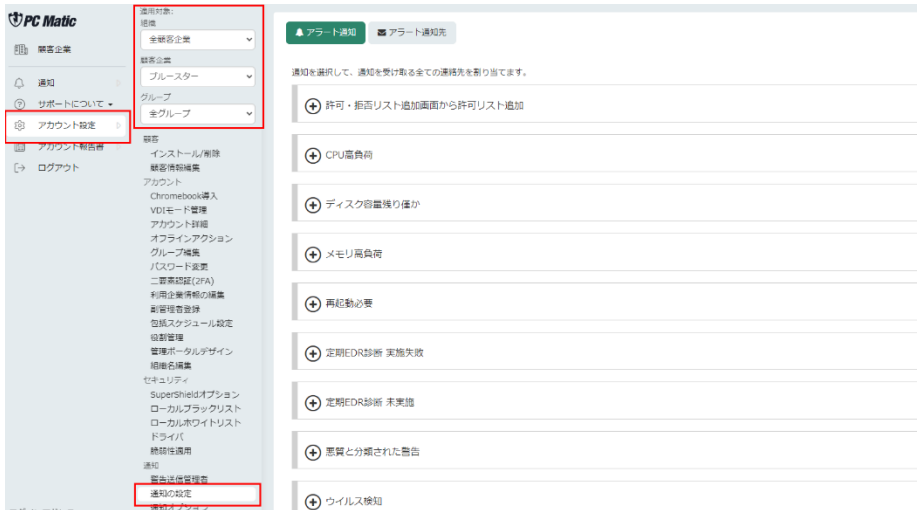 PC Matic
顧客企業
通知
サポートについて
アカウント設定
アカウント報告書
ログアウト
適用対象:
組織
全顧客企業
顧客企業
ブルースター
グループ
全グループ
顧客
インストール/削除
顧客情報編集
アカウント
Chromebook導入
VDIモード管理
アカウント詳細
オフラインアクション
グループ編集
パスワード変更
二要素認証(2FA)
利用企業情報の編集
副管理者登録
包括スケジュール設定
役割管理
管理ポータルデザイン
組織名編集
セキュリティ
SuperShieldオプション
ローカルブラックリスト
ローカルホワイトリスト
ドライバ
脆弱性適用
通知
警告送信管理者
通知の設定
通知オプション
アラート通知
アラート通知先
通知を選択して、通知を受け取る全ての連絡先を割り当てます。
許可・拒否リスト追加画面から許可リスト追加
CPU高負荷
ディスク容量残り僅か
メモリ高負荷
再起動必要
定期EDR診断 実施失敗
定期EDR診断 未実施
悪質と分類された警告
ウイルス検知